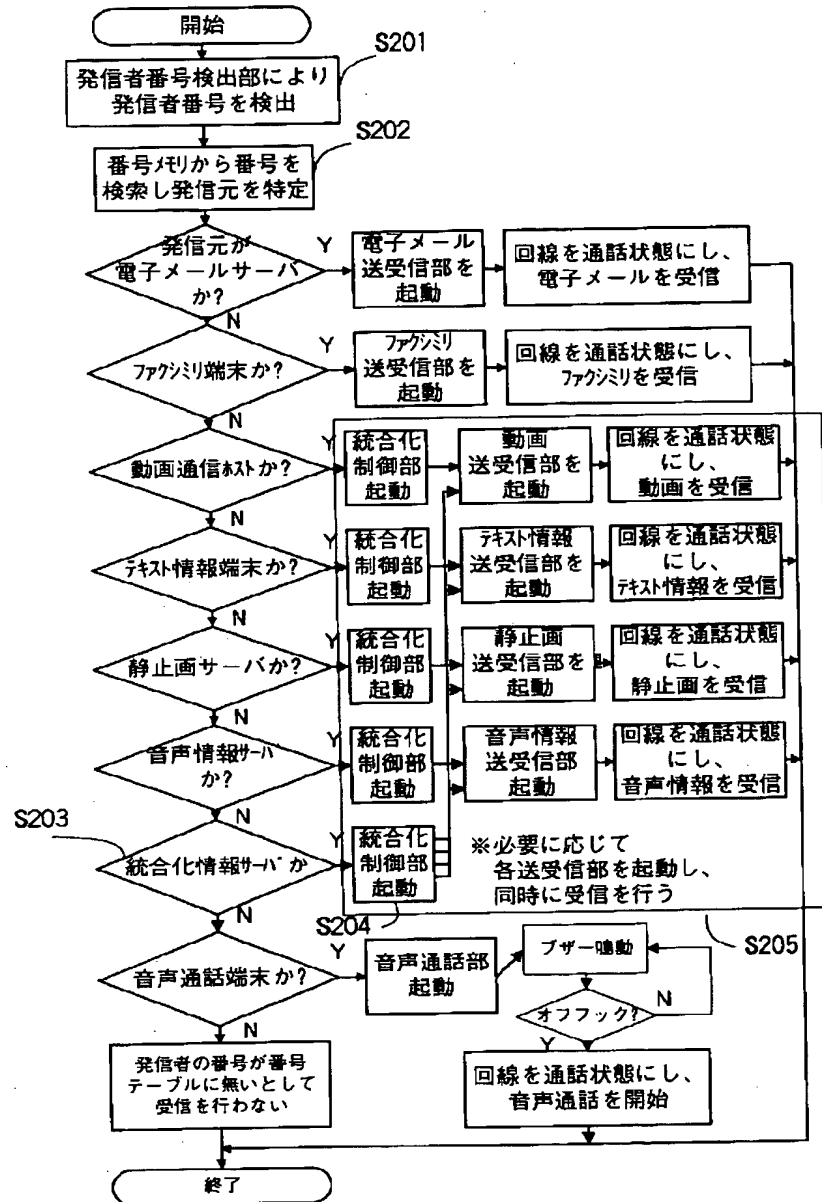 開始
S201
発信者番号検出部により
発信者番号を検出
S202
番号メモリから番号を
検索し発信元を特定
発信元が
電子メールサーバ
か?
Y
電子メール
送受信部を
起動
回線を通話状態にし、
電子メールを受信
N
ファクシミリ端末か?
Y
ファクシミリ
送受信部を
起動
回線を通話状態にし、
ファクシミリを受信
N
動画通信ホストか?
Y
統合化
制御部
起動
動画
送受信部を
起動
回線を通話状態
にし、
動画を受信
N
テキスト情報端末か?
Y
統合化
制御部
起動
テキスト情報
送受信部を
起動
回線を通話状態
にし、
テキスト情報を受信
N
静止画サーバか?
Y
統合化
制御部
起動
静止画
送受信部を
起動
回線を通話状態
にし、
静止画を受信
N
音声情報サーバ
か?
Y
統合化
制御部
起動
音声情報
送受信部
起動
回線を通話状態
にし、
音声情報を受信
N
S203
統合化情報サーバか
Y
統合化
制御部
起動
※必要に応じて
各送受信部を起動し、
同時に受信を行う
S204
S205
N
音声通話端末か?
Y
音声通話部
起動
ブザー鳴動
オフフック?
N
Y
回線を通話状態にし、
音声通話を開始
N
発信者の番号が番号
テーブルに無いとして
受信を行わない
終了